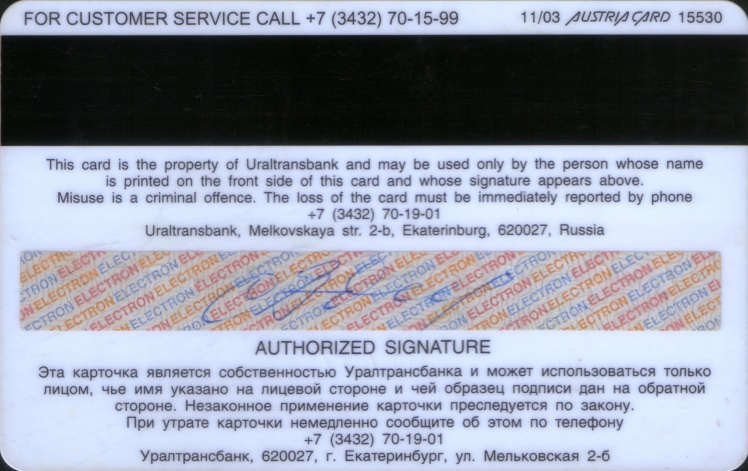 FOR CUSTOMER SERVICE CALL +7 (3432) 70-15-99 11/03 AUSTRIA CARD 15530
This card is the property of Uraltransbank and may be used only by the person whose name
is printed on the front side of this card and whose signature appears above.
Misuse is a criminal offence. The loss of the card must be immediately reported by phone
+7 (3432) 70-19-01
Uraltransbank, Melkovskaya str. 2-b, Ekaterinburg, 620027, Russia
ELECTRON ELECTRON ELECTRON ELECTRON ELECTRON
AUTHORIZED SIGNATURE
Эта карточка является собственностью Уралтрансбанка и может использоваться только
лицом, чье имя указано на лицевой стороне и чей образец подписи дан на обратной
стороне. Незаконное применение карточки преследуется по закону.
При утрате карточки немедленно сообщите об этом по телефону
+7 (3432) 70-19-01
Уралтрансбанк, 620027, г. Екатеринбург, ул. Мельковская 2-б